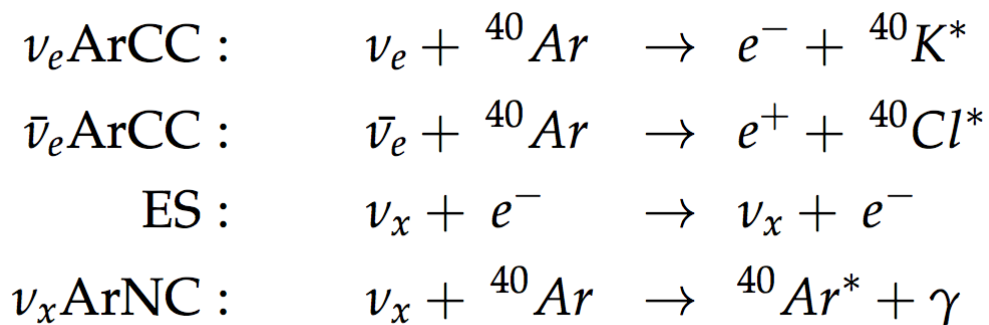 νₑArCC : νₑ + ⁴⁰Ar → e⁻ + ⁴⁰K*
ν̄ₑArCC : ν̄ₑ + ⁴⁰Ar → e⁺ + ⁴⁰Cl*
ES : νₓ + e⁻ → νₓ + e⁻
νₓArNC : νₓ + ⁴⁰Ar → ⁴⁰Ar* + γ